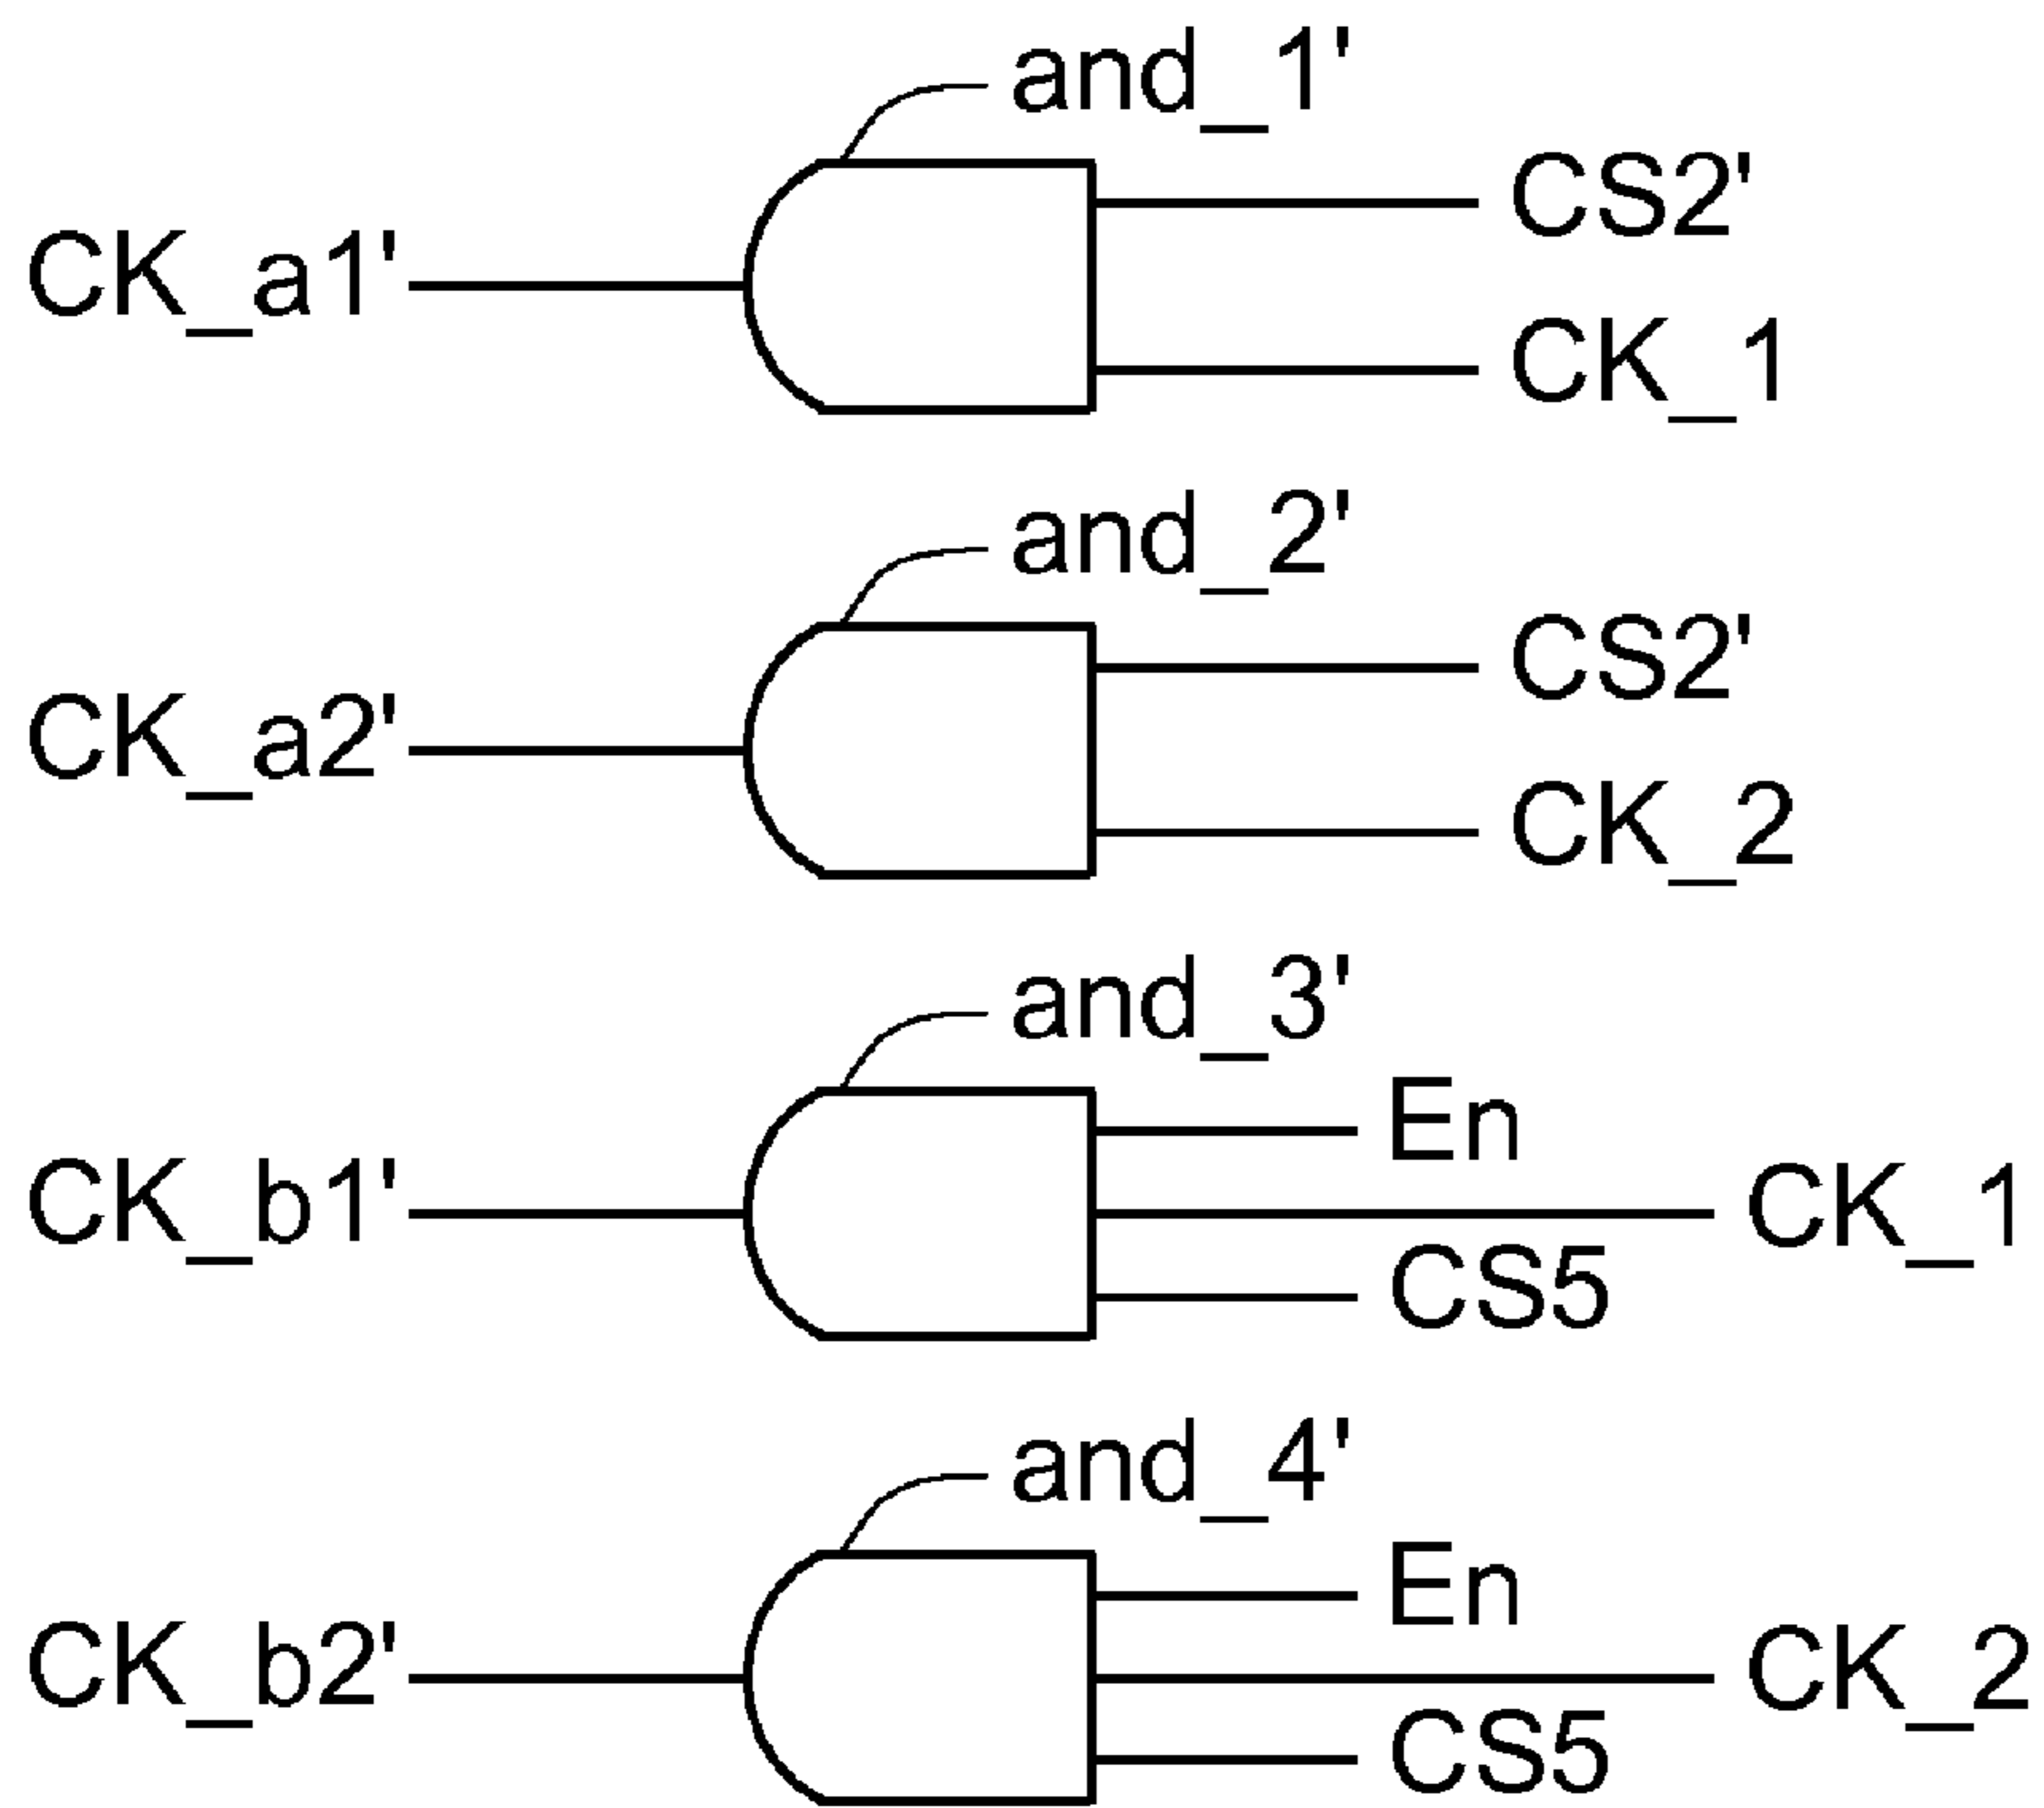 and_1'
CS2'
CK_a1'
CK_1
and_2'
CS2'
CK_a2'
CK_2
and_3'
En
CK_b1'
CK_1
CS5
and_4'
En
CK_b2'
CK_2
CS5